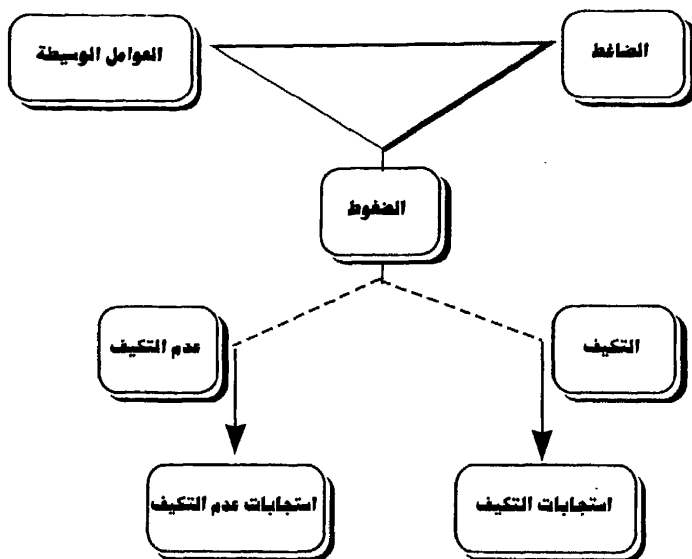 الضاغط
العوامل الوسيطة
الضغوط
التكيف
عدم التكيف
استجابات التكيف
استجابات عدم التكيف